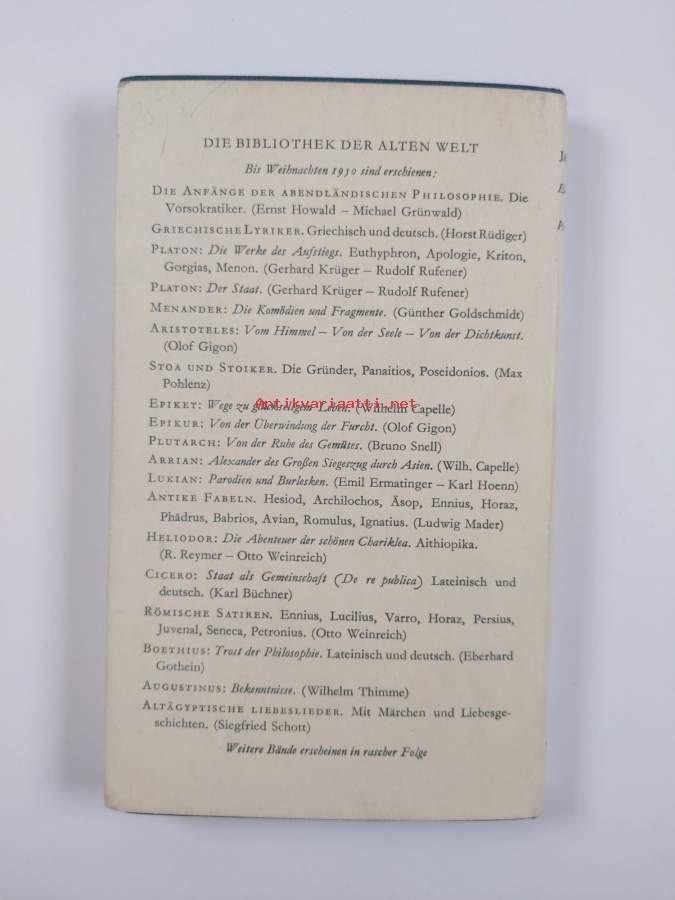 DIE BIBLIOTHEK DER ALTEN WELT
Bis Weihnachten 1950 sind erschienen:
DIE ANFÄNGE DER ABENDLÄNDISCHEN PHILOSOPHIE. Die
Vorsokratiker. (Ernst Howald – Michael Grünwald)
GRIECHISCHE LYRIKER. Griechisch und deutsch. (Horst Rüdiger)
PLATON: Die Werke des Aufstiegs. Euthyphron, Apologie, Kriton,
Gorgias, Menon. (Gerhard Krüger – Rudolf Rufener)
PLATON: Der Staat. (Gerhard Krüger – Rudolf Rufener)
MENANDER: Die Komödien und Fragmente. (Günther Goldschmidt)
ARISTOTELES: Vom Himmel – Von der Seele – Von der Dichtkunst.
(Olof Gigon)
STOA UND STOIKER. Die Gründer, Panaitios, Poseidonios. (Max
Pohlenz)
Antikvariaatti.net
EPIKET: Wege zu glückseligem Leben. (Wilhelm Capelle)
EPIKUR: Von der Überwindung der Furcht. (Olof Gigon)
PLUTARCH: Von der Ruhe des Gemütes. (Bruno Snell)
ARRIAN: Alexander des Großen Siegeszug durch Asien. (Wilh. Capelle)
LUKIAN: Parodien und Burlesken. (Emil Ermatinger – Karl Hoenn)
ANTIKE FABELN. Hesiod, Archilochos, Äsop, Ennius, Horaz,
Phädrus, Babrios, Avian, Romulus, Ignatius. (Ludwig Mader)
HELIODOR: Die Abenteuer der schönen Chariklea. Aithiopika.
(R. Reymer – Otto Weinreich)
CICERO: Staat als Gemeinschaft (De re publica) Lateinisch und
deutsch. (Karl Büchner)
RÖMISCHE SATIREN. Ennius, Lucilius, Varro, Horaz, Persius,
Juvenal, Seneca, Petronius. (Otto Weinreich)
BOETHIUS: Trost der Philosophie. Lateinisch und deutsch. (Eberhard
Gothein)
AUGUSTINUS: Bekenntnisse. (Wilhelm Thimme)
ALTÄGYPTISCHE LIEBESLIEDER. Mit Märchen und Liebesge-
schichten. (Siegfried Schott)
Weitere Bände erscheinen in rascher Folge